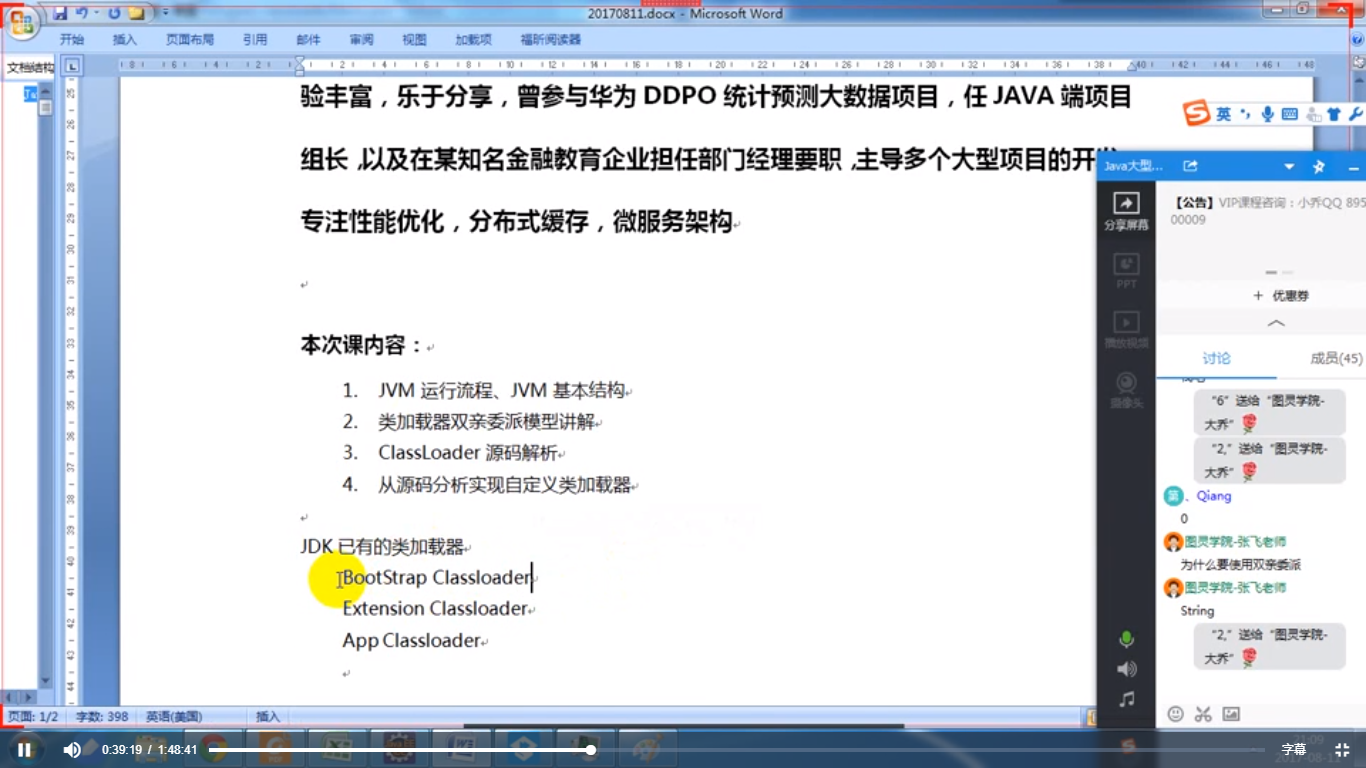 20170811.docx - Microsoft Word
开始 插入 页面布局 引用 邮件 审阅 视图 加载项 福昕阅读器
文档结构
验丰富，乐于分享，曾参与华为 DDPO 统计预测大数据项目，任 JAVA 端项目
组长，以及在某知名金融教育企业担任部门经理要职，主导多个大型项目的开发
专注性能优化，分布式缓存，微服务架构
本次课内容：
1. JVM 运行流程、JVM 基本结构
2. 类加载器双亲委派模型讲解
3. ClassLoader 源码解析
4. 从源码分析实现自定义类加载器
JDK 已有的类加载器
BootStrap Classloader
Extension Classloader
App Classloader
英
Java大型...
分享屏幕
PPT
播放视频
摄像头
【公告】VIP课程咨询：小乔QQ 895
00009
+ 优惠券
讨论 成员(45)
"6" 送给 "图灵学院-
大乔"
"2," 送给 "图灵学院-
大乔"
、Qiang
0
图灵学院-张飞老师
为什么要使用双亲委派
图灵学院-张飞老师
String
"2," 送给 "图灵学院-
大乔"
页面: 1/2 字数: 398 英语(美国) 插入
0:39:19 / 1:48:41
字幕
21:09